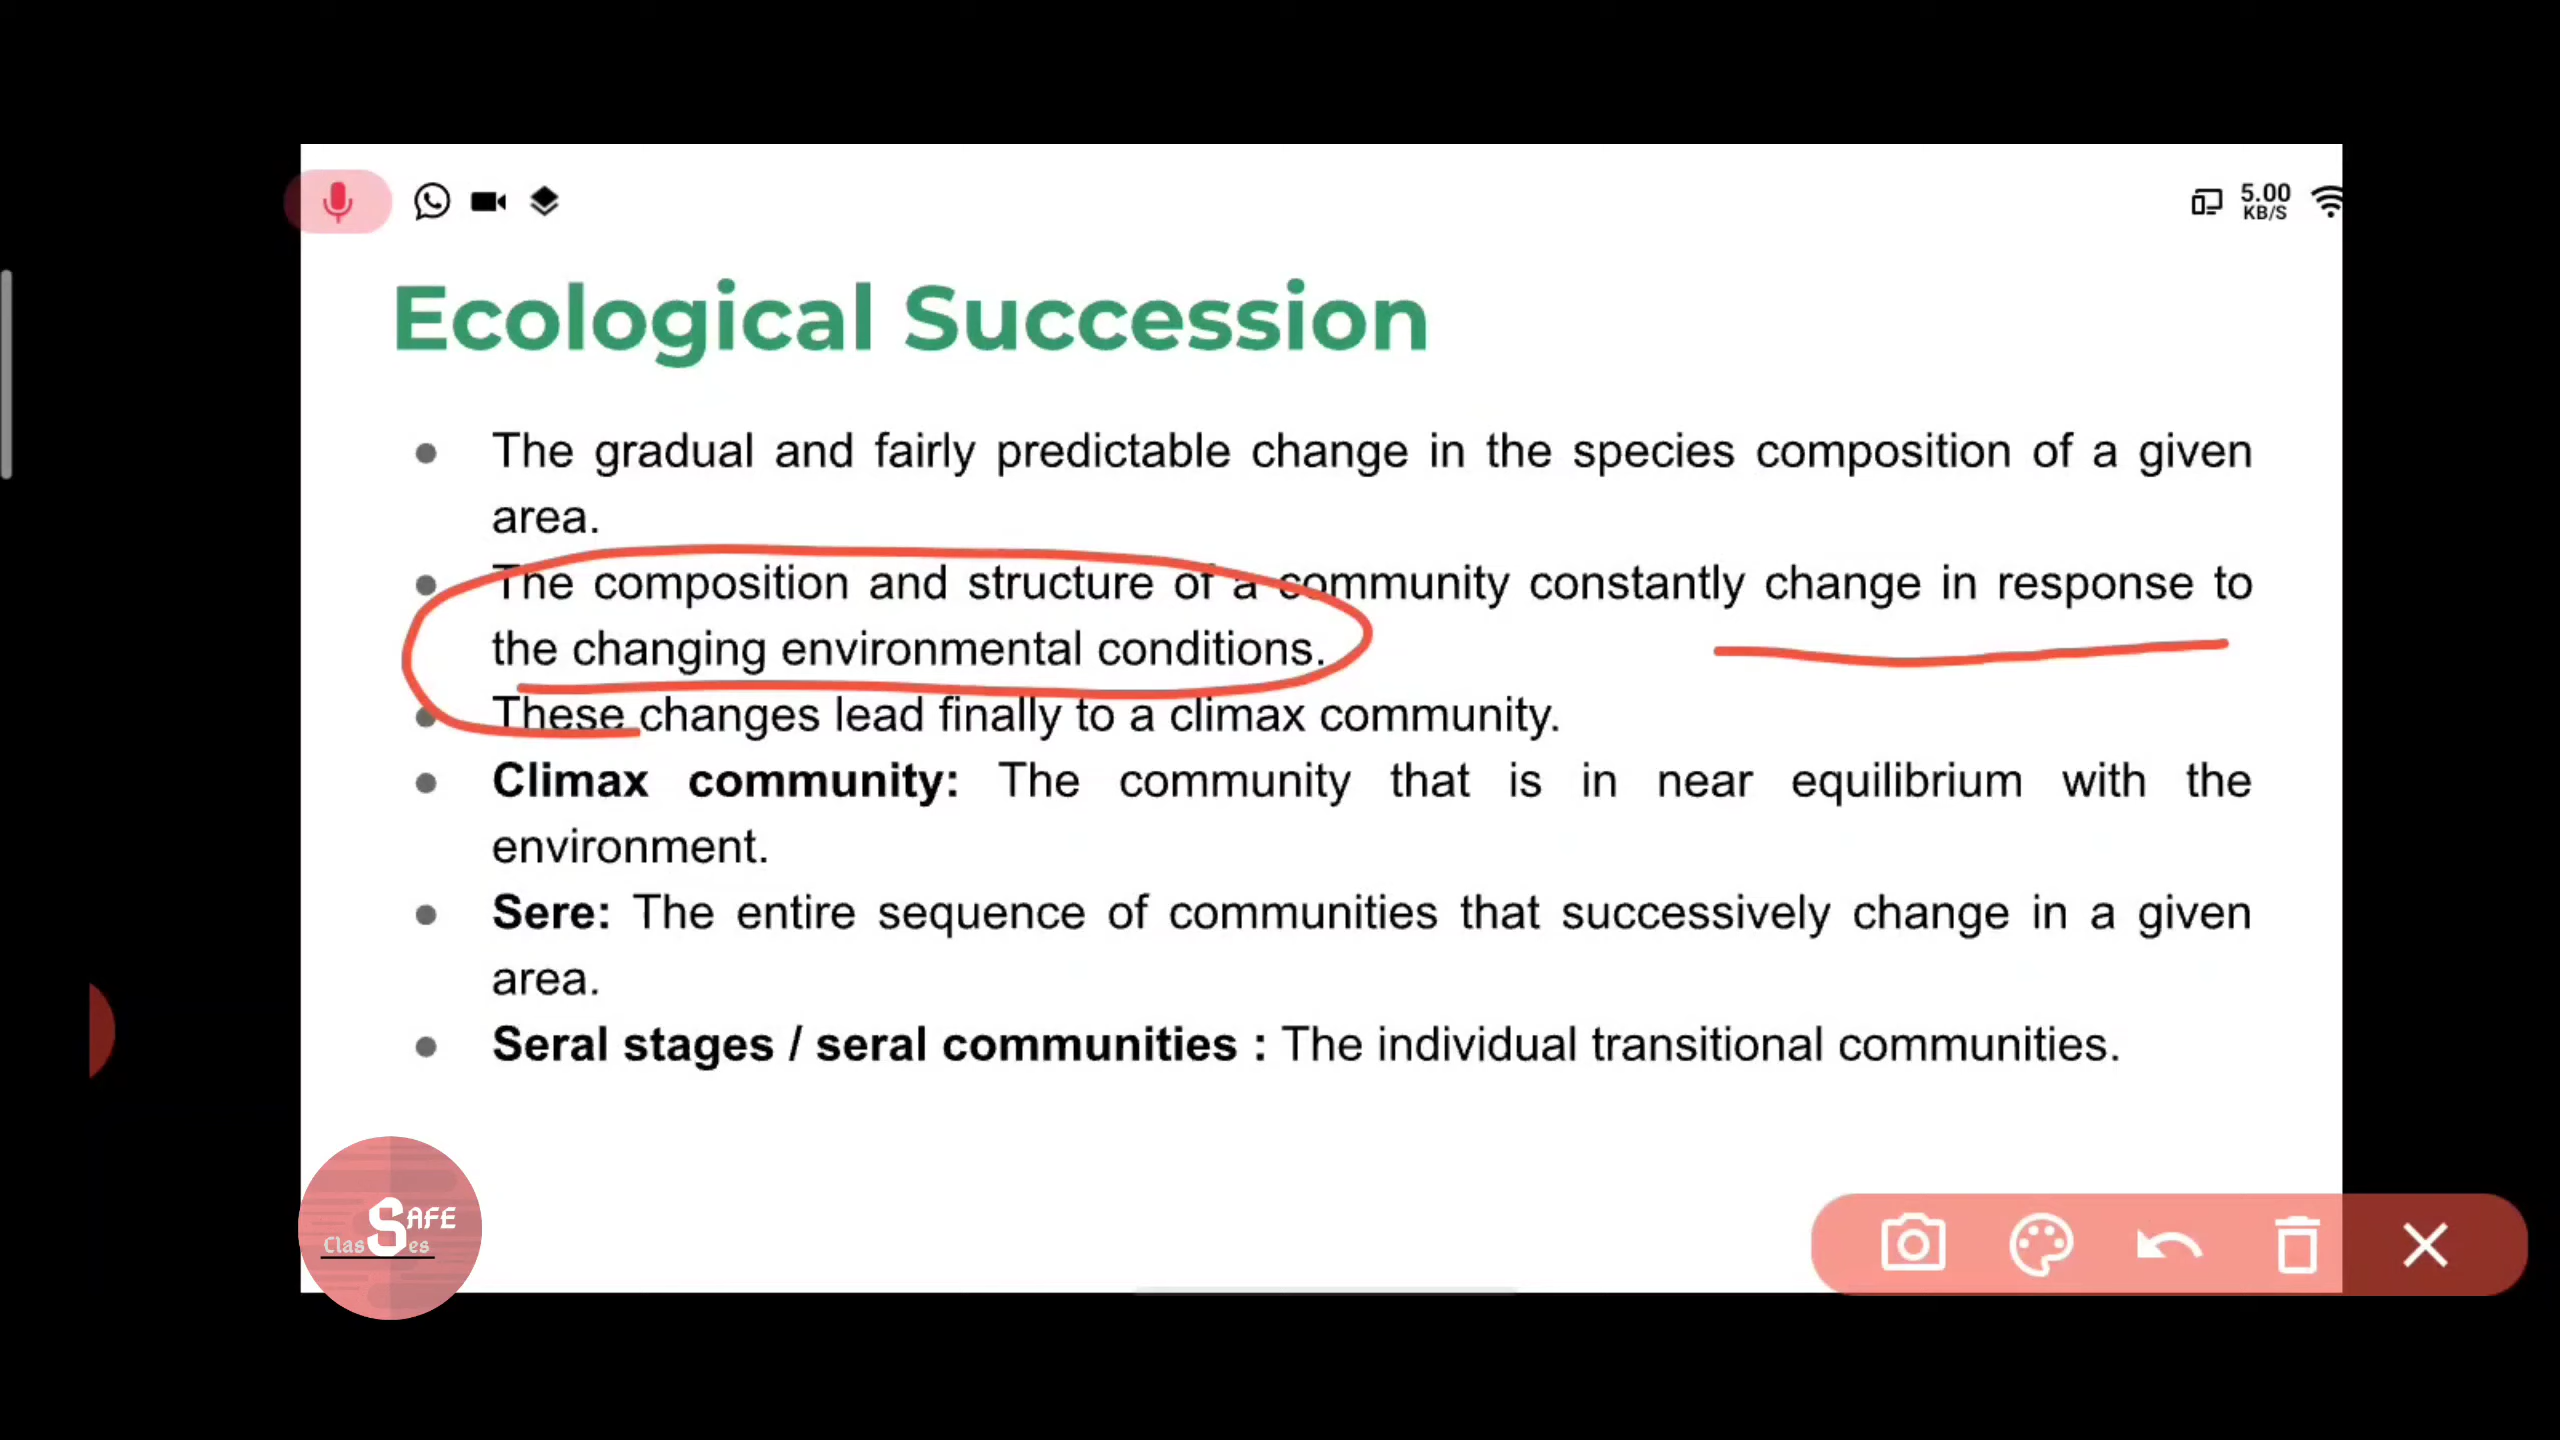 5.00
KB/S
Ecological Succession
The gradual and fairly predictable change in the species composition of a given
area.
The composition and structure of a community constantly change in response to
the changing environmental conditions.
These changes lead finally to a climax community.
Climax community: The community that is in near equilibrium with the
environment.
Sere: The entire sequence of communities that successively change in a given
area.
Seral stages / seral communities : The individual transitional communities.
SAFE
Classes